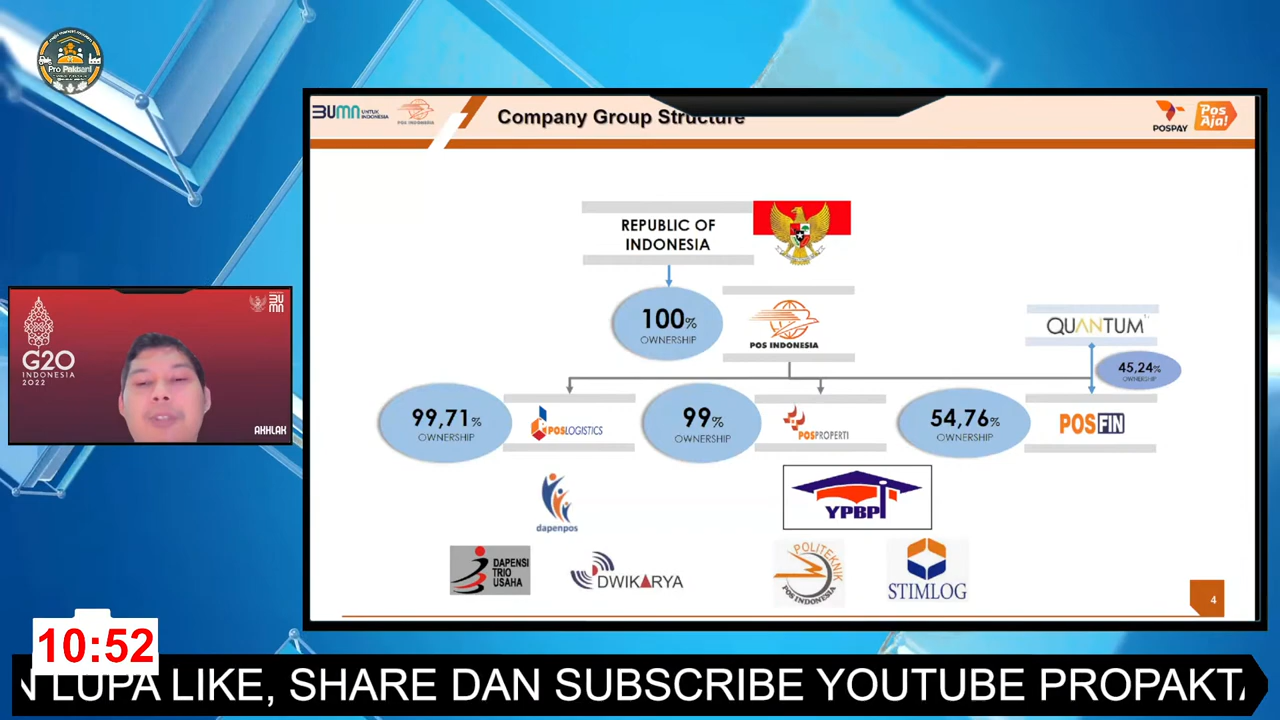 Pro Paktani
BUMN UNTUK INDONESIA
POS INDONESIA
Company Group Structure
POSPAY
Pos Aja!
REPUBLIC OF
INDONESIA
100%
OWNERSHIP
POS INDONESIA
QUANTUM
45,24%
OWNERSHIP
99,71%
OWNERSHIP
POSLOGISTICS
99%
OWNERSHIP
POSPROPERTI
54,76%
OWNERSHIP
POSFIN
dapenpos
YPBPI
DAPENSI
TRIO
USAHA
DWIKARYA
POLITEKNIK
POS INDONESIA
STIMLOG
4
G20
INDONESIA
2022
BUMN
AKHLAK
10:52
N LUPA LIKE, SHARE DAN SUBSCRIBE YOUTUBE PROPAKTA